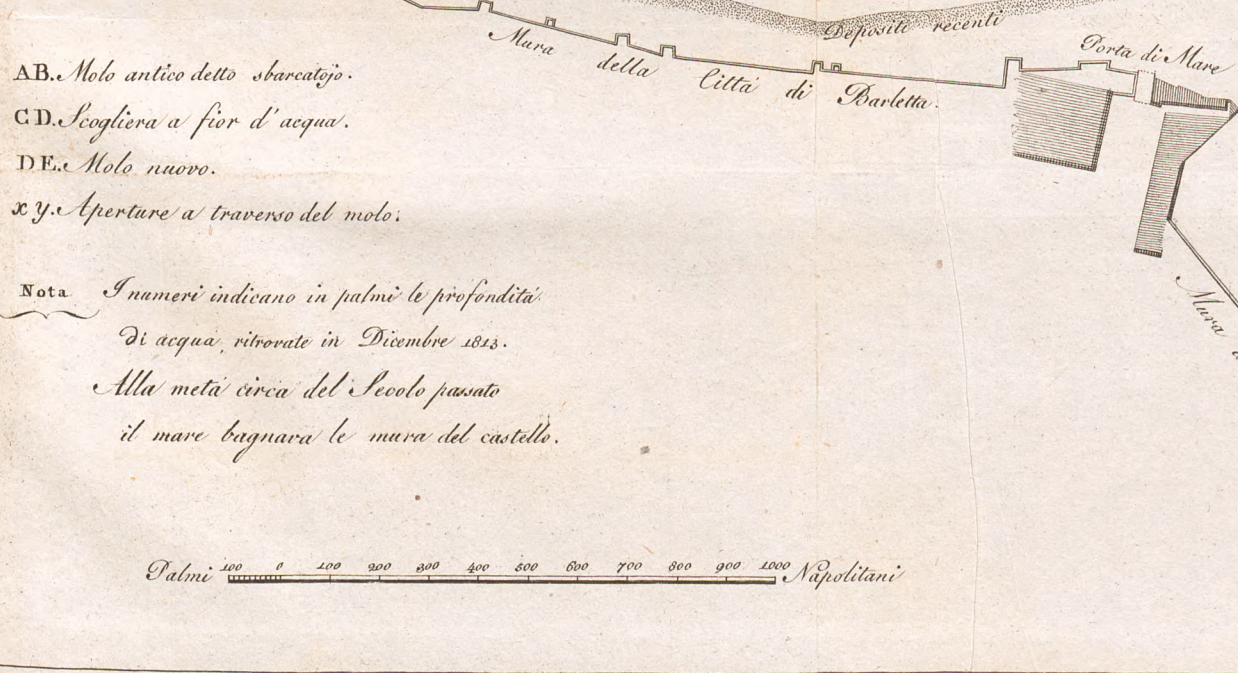 Depositi recenti
Mura della Città di Barletta.
Porta di Mare
AB. Molo antico detto sbarcatojo.
CD. Scogliera a fior d'acqua.
DE. Molo nuovo.
x y. Aperture a traverso del molo.
Nota I numeri indicano in palmi le profondità
di acqua, ritrovate in Dicembre 1813.
Alla metà circa del Secolo passato
il mare bagnava le mura del castello.
Mura
Palmi 100 0 100 200 300 400 500 600 700 800 900 1000 Napolitani